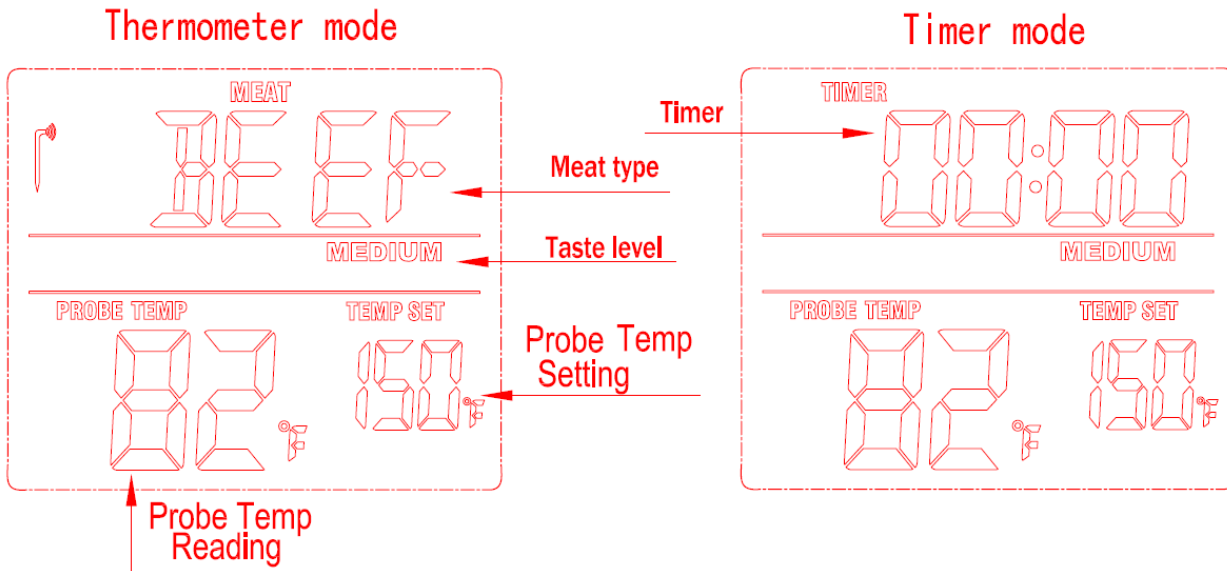 Thermometer mode
MEAT
BEEF
MEDIUM
PROBE TEMP
TEMP SET
82°F
150°F
Timer
Meat type
Taste level
Probe Temp
Setting
Probe Temp
Reading
Timer mode
TIMER
00:00
MEDIUM
PROBE TEMP
TEMP SET
82°F
150°F